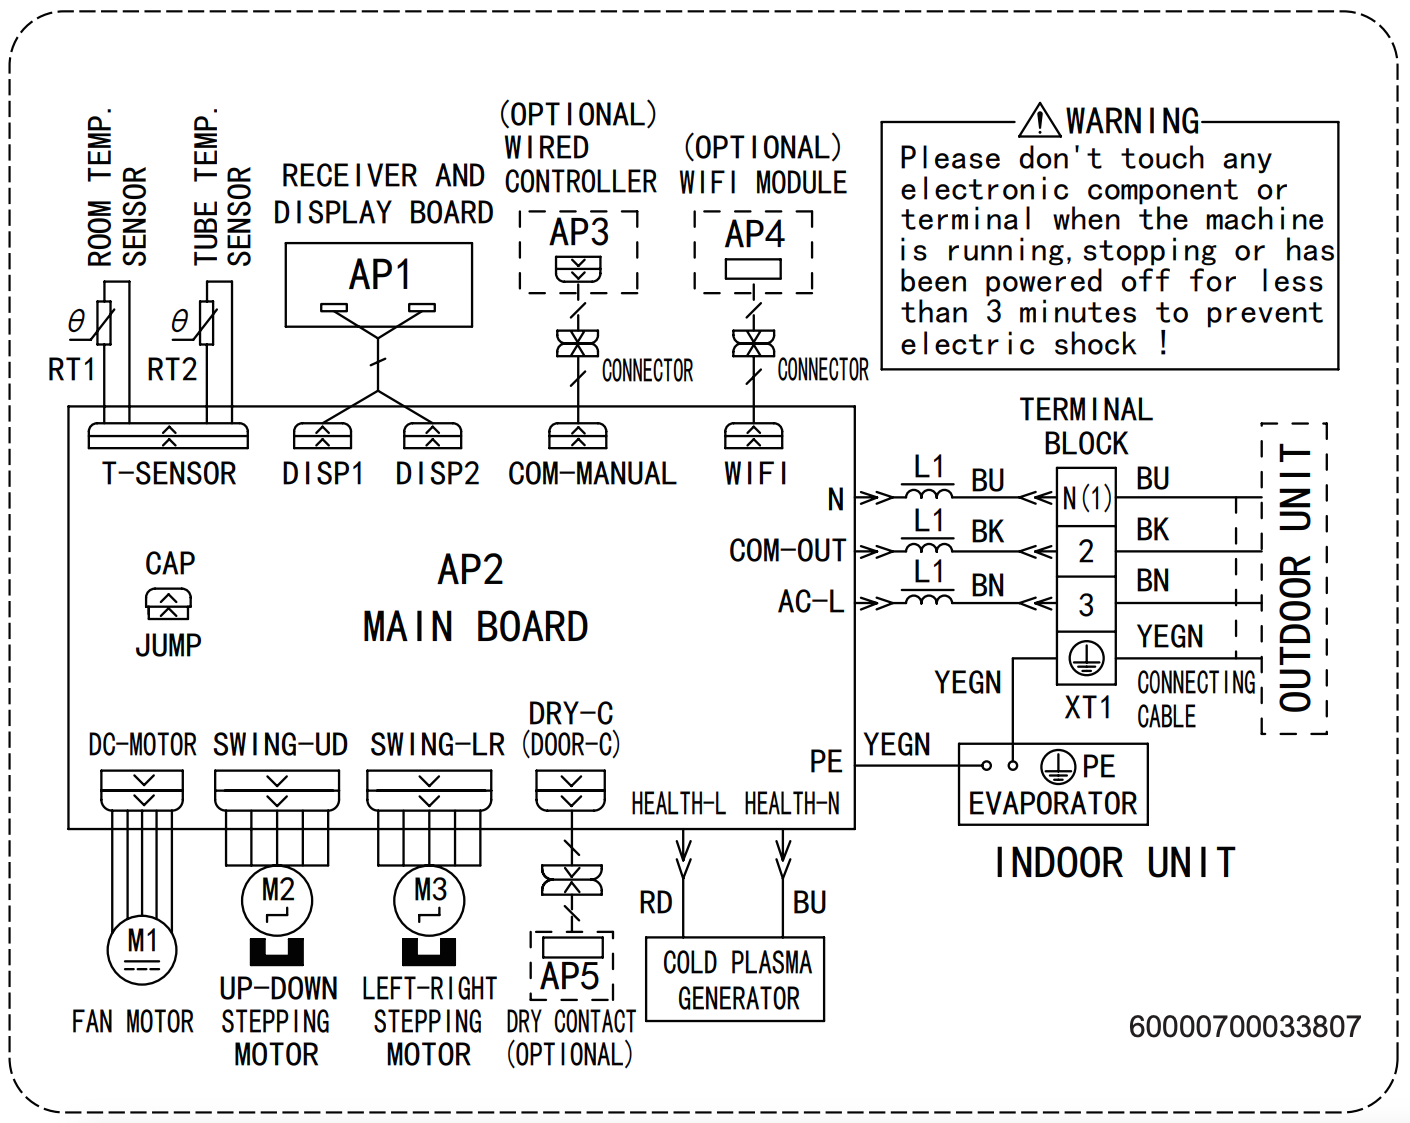 ROOM TEMP.
SENSOR
TUBE TEMP.
SENSOR
RECEIVER AND
DISPLAY BOARD
(OPTIONAL)
WIRED
CONTROLLER
(OPTIONAL)
WIFI MODULE
WARNING
Please don't touch any
electronic component or
terminal when the machine
is running,stopping or has
been powered off for less
than 3 minutes to prevent
electric shock !
AP1
AP3
AP4
θ
RT1
θ
RT2
CONNECTOR
CONNECTOR
T-SENSOR
DISP1
DISP2
COM-MANUAL
WIFI
TERMINAL
BLOCK
N
L1
BU
N(1)
BU
COM-OUT
L1
BK
2
BK
AC-L
L1
BN
3
BN
YEGN
YEGN
XT1
CONNECTING
CABLE
OUTDOOR UNIT
CAP
JUMP
AP2
MAIN BOARD
DC-MOTOR
SWING-UD
SWING-LR
DRY-C
(DOOR-C)
HEALTH-L
HEALTH-N
PE
YEGN
PE
EVAPORATOR
INDOOR UNIT
M1
FAN MOTOR
M2
UP-DOWN
STEPPING
MOTOR
M3
LEFT-RIGHT
STEPPING
MOTOR
AP5
DRY CONTACT
(OPTIONAL)
RD
BU
COLD PLASMA
GENERATOR
60000700033807